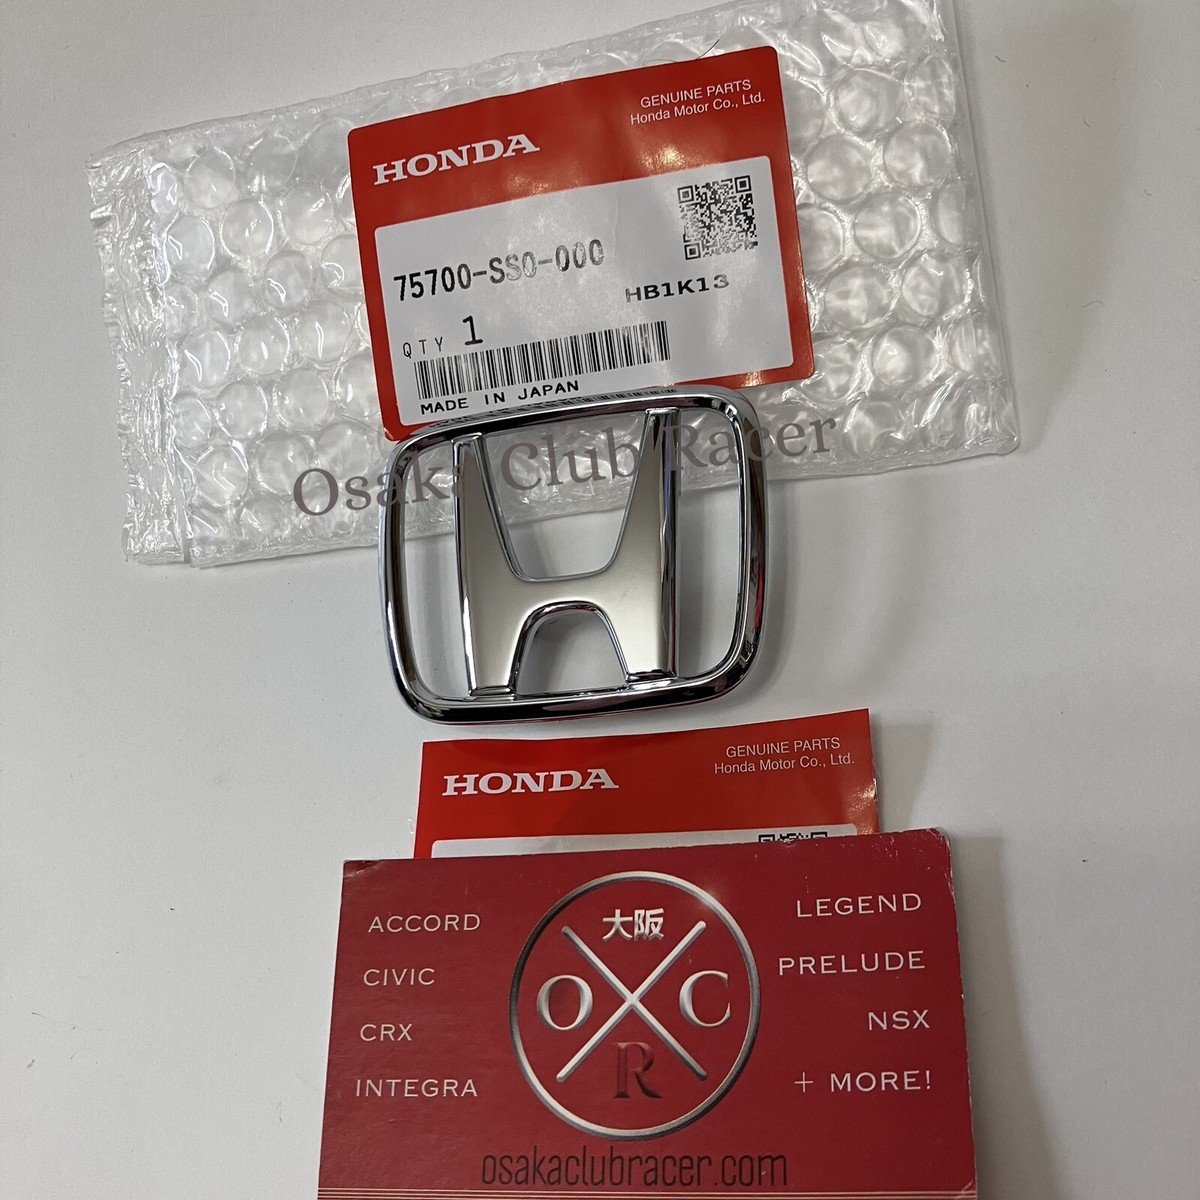 GENUINE PARTS
Honda Motor Co., Ltd.
HONDA
75700-SS0-000
HB1K13
QTY 1
MADE IN JAPAN
Osaka Club Racer
GENUINE PARTS
Honda Motor Co., Ltd.
HONDA
ACCORD
CIVIC
CRX
INTEGRA
大阪
O C
R
LEGEND
PRELUDE
NSX
+ MORE!
osakaclubracer.com